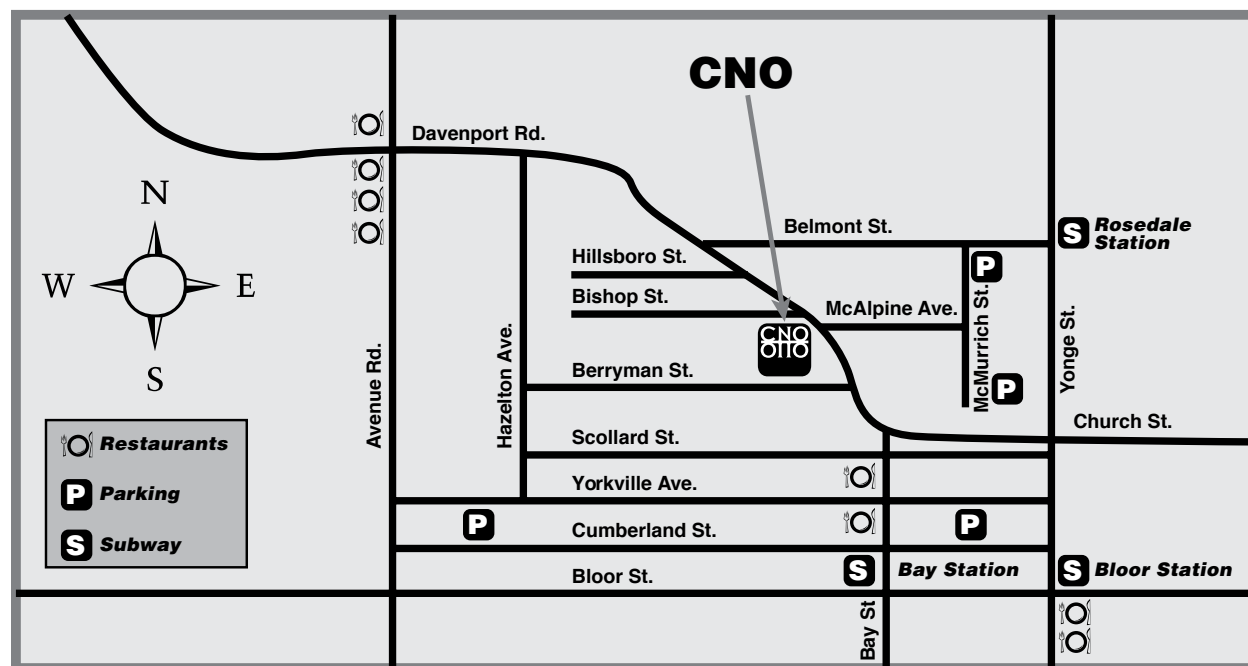 CNO
Davenport Rd.
N
W
E
S
Belmont St.
S
Rosedale
Station
Hillsboro St.
P
Bishop St.
McAlpine Ave.
McMurrich St.
Yonge St.
CNO
OIIO
Berryman St.
P
Avenue Rd.
Hazelton Ave.
Church St.
Scollard St.
Restaurants
Yorkville Ave.
P
Parking
P
Cumberland St.
P
S
Subway
Bloor St.
S
Bay Station
S
Bloor Station
Bay St